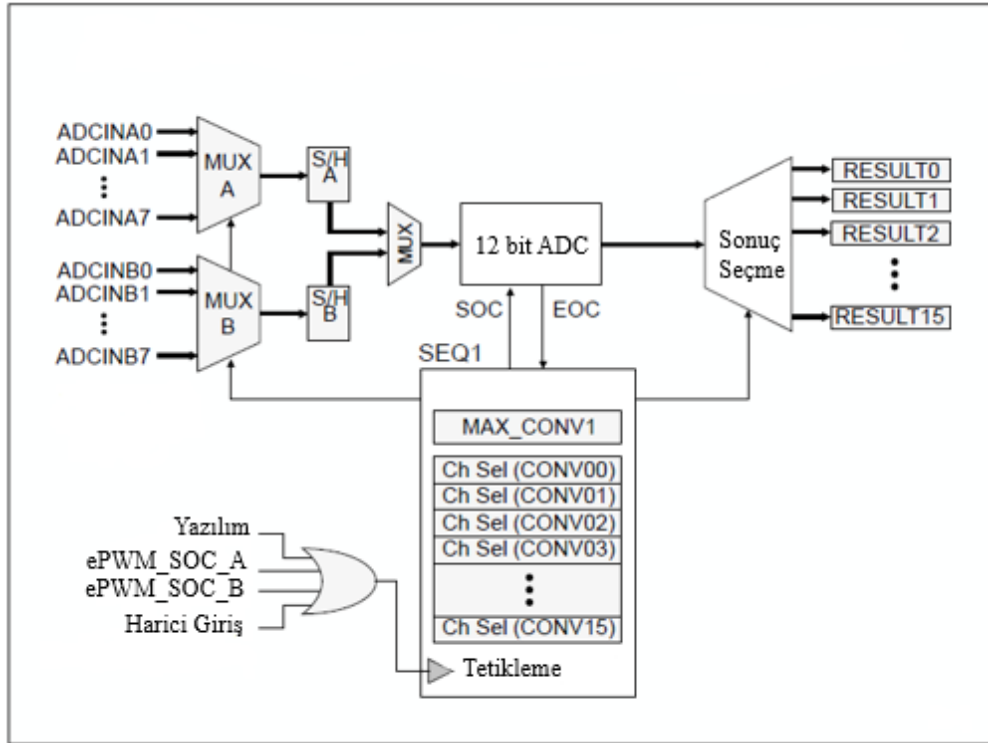 ADCINA0
ADCINA1
ADCINA7
MUX
A
S/H
A
ADCINB0
ADCINB1
ADCINB7
MUX
B
S/H
B
MUX
12 bit ADC
SOC
EOC
Sonuç
Seçme
RESULT0
RESULT1
RESULT2
RESULT15
SEQ1
MAX_CONV1
Ch Sel (CONV00)
Ch Sel (CONV01)
Ch Sel (CONV02)
Ch Sel (CONV03)
Ch Sel (CONV15)
Yazılım
ePWM_SOC_A
ePWM_SOC_B
Harici Giriş
Tetikleme